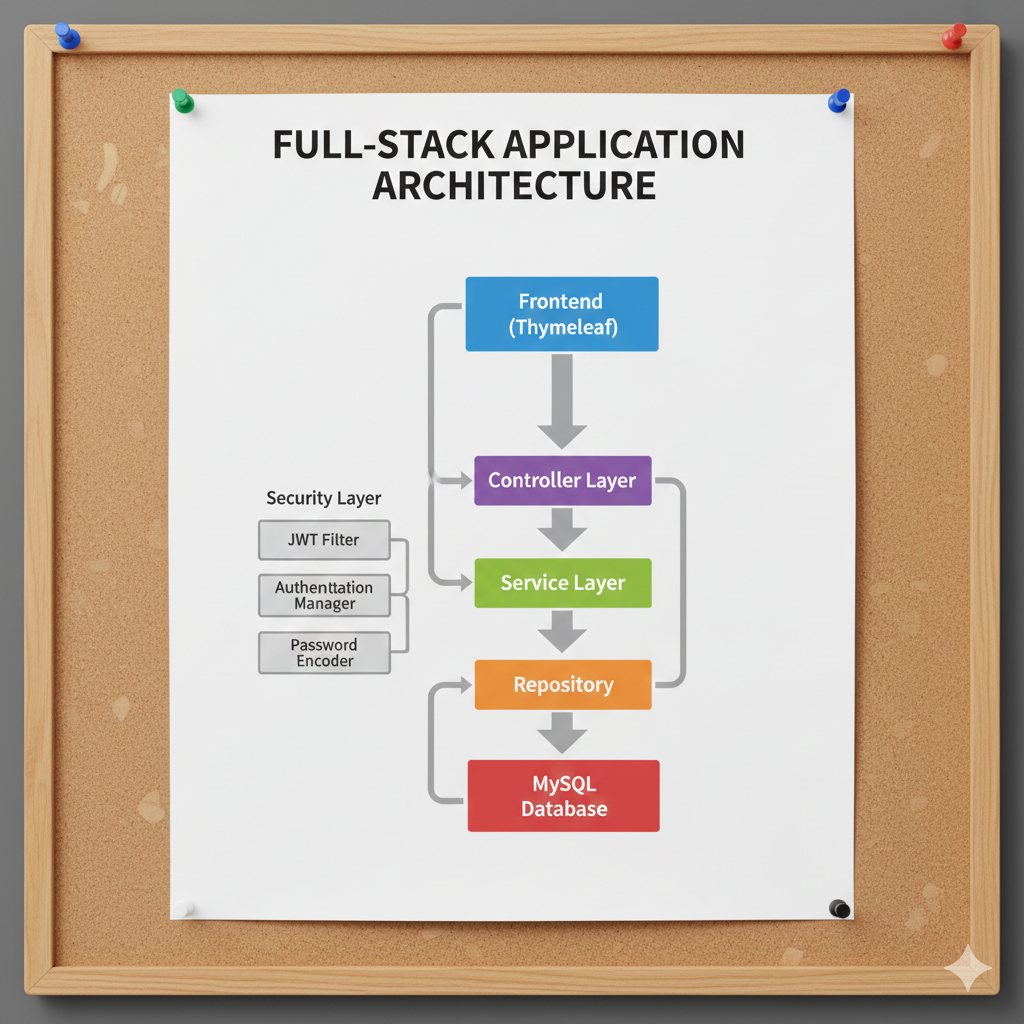 FULL-STACK APPLICATION
ARCHITECTURE
Frontend
(Thymeleaf)
Controller Layer
Security Layer
JWT Filter
Authenttation
Manager
Password
Encoder
Service Layer
Repository
MySQL
Database